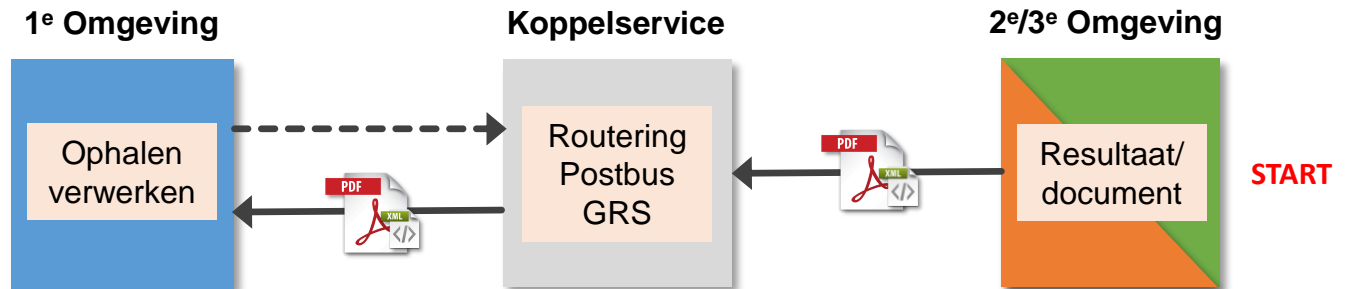 1e Omgeving
Koppelservice
2e/3e Omgeving
Ophalen
verwerken
PDF
XML
</>
Routering
Postbus
GRS
PDF
XML
</>
Resultaat/
document
START